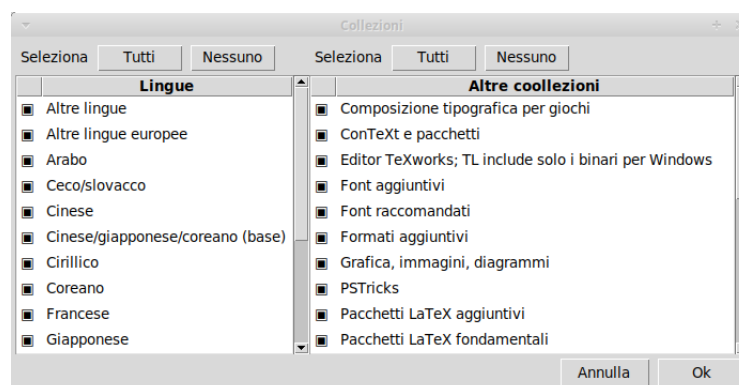 Collezioni
Seleziona Tutti Nessuno Seleziona Tutti Nessuno
Lingue
Altre lingue
Altre lingue europee
Arabo
Ceco/slovacco
Cinese
Cinese/giapponese/coreano (base)
Cirillico
Coreano
Francese
Giapponese
Altre coollezioni
Composizione tipografica per giochi
ConTeXt e pacchetti
Editor TeXworks; TL include solo i binari per Windows
Font aggiuntivi
Font raccomandati
Formati aggiuntivi
Grafica, immagini, diagrammi
PSTricks
Pacchetti LaTeX aggiuntivi
Pacchetti LaTeX fondamentali
Annulla Ok